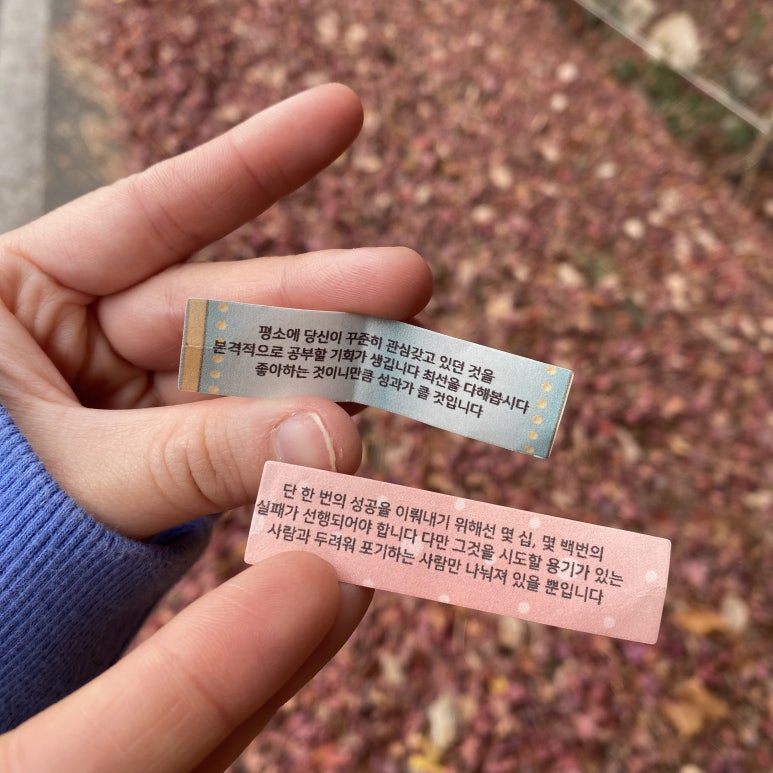 평소에 당신이 꾸준히 관심갖고 있던 것을
본격적으로 공부할 기회가 생깁니다 최선을 다해봅시다
좋아하는 것이니만큼 성과가 클 것입니다
단 한 번의 성공을 이뤄내기 위해선 몇 십, 몇 백번의
실패가 선행되어야 합니다 다만 그것을 시도할 용기가 있는
사람과 두려워 포기하는 사람만 나눠져 있을 뿐입니다